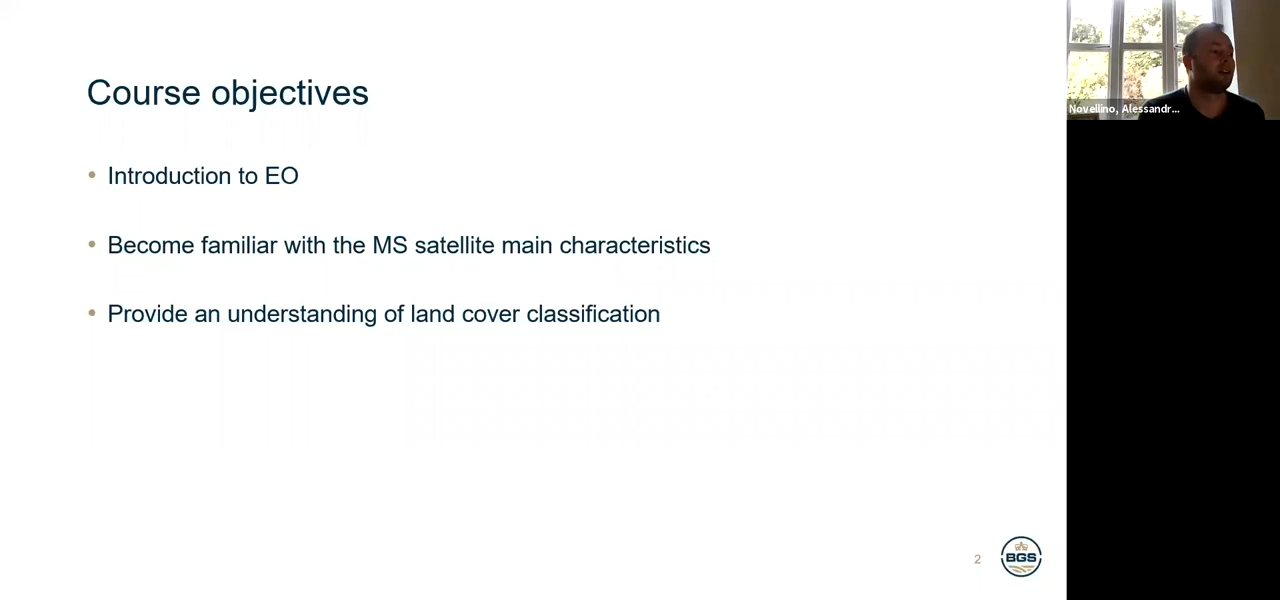 Course objectives
• Introduction to EO
• Become familiar with the MS satellite main characteristics
• Provide an understanding of land cover classification
2
BGS
Novellino, Alessandr...